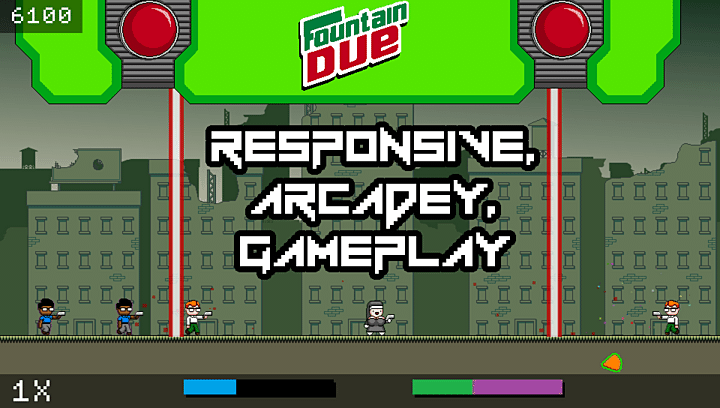 6100
Fountain
DUE
RESPONSIVE,
ARCADEY,
GAMEPLAY
1X